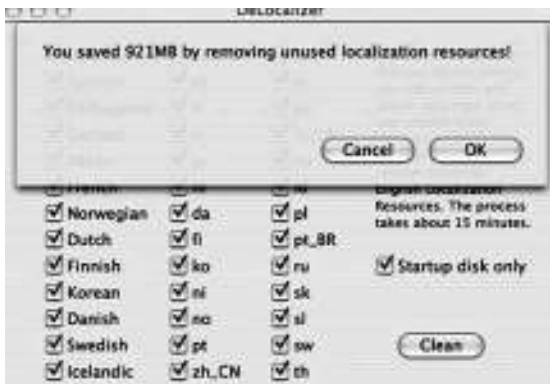 DeLocalizer
You saved 921MB by removing unused localization resources!
Cancel
OK
French
English Localization
Resources. The process
takes about 15 minutes.
Norwegian
da
pl
Dutch
fi
pt_BR
Finnish
ko
ru
Startup disk only
Korean
nl
sk
Danish
no
sl
Swedish
pt
sw
Clean
Icelandic
zh_CN
th